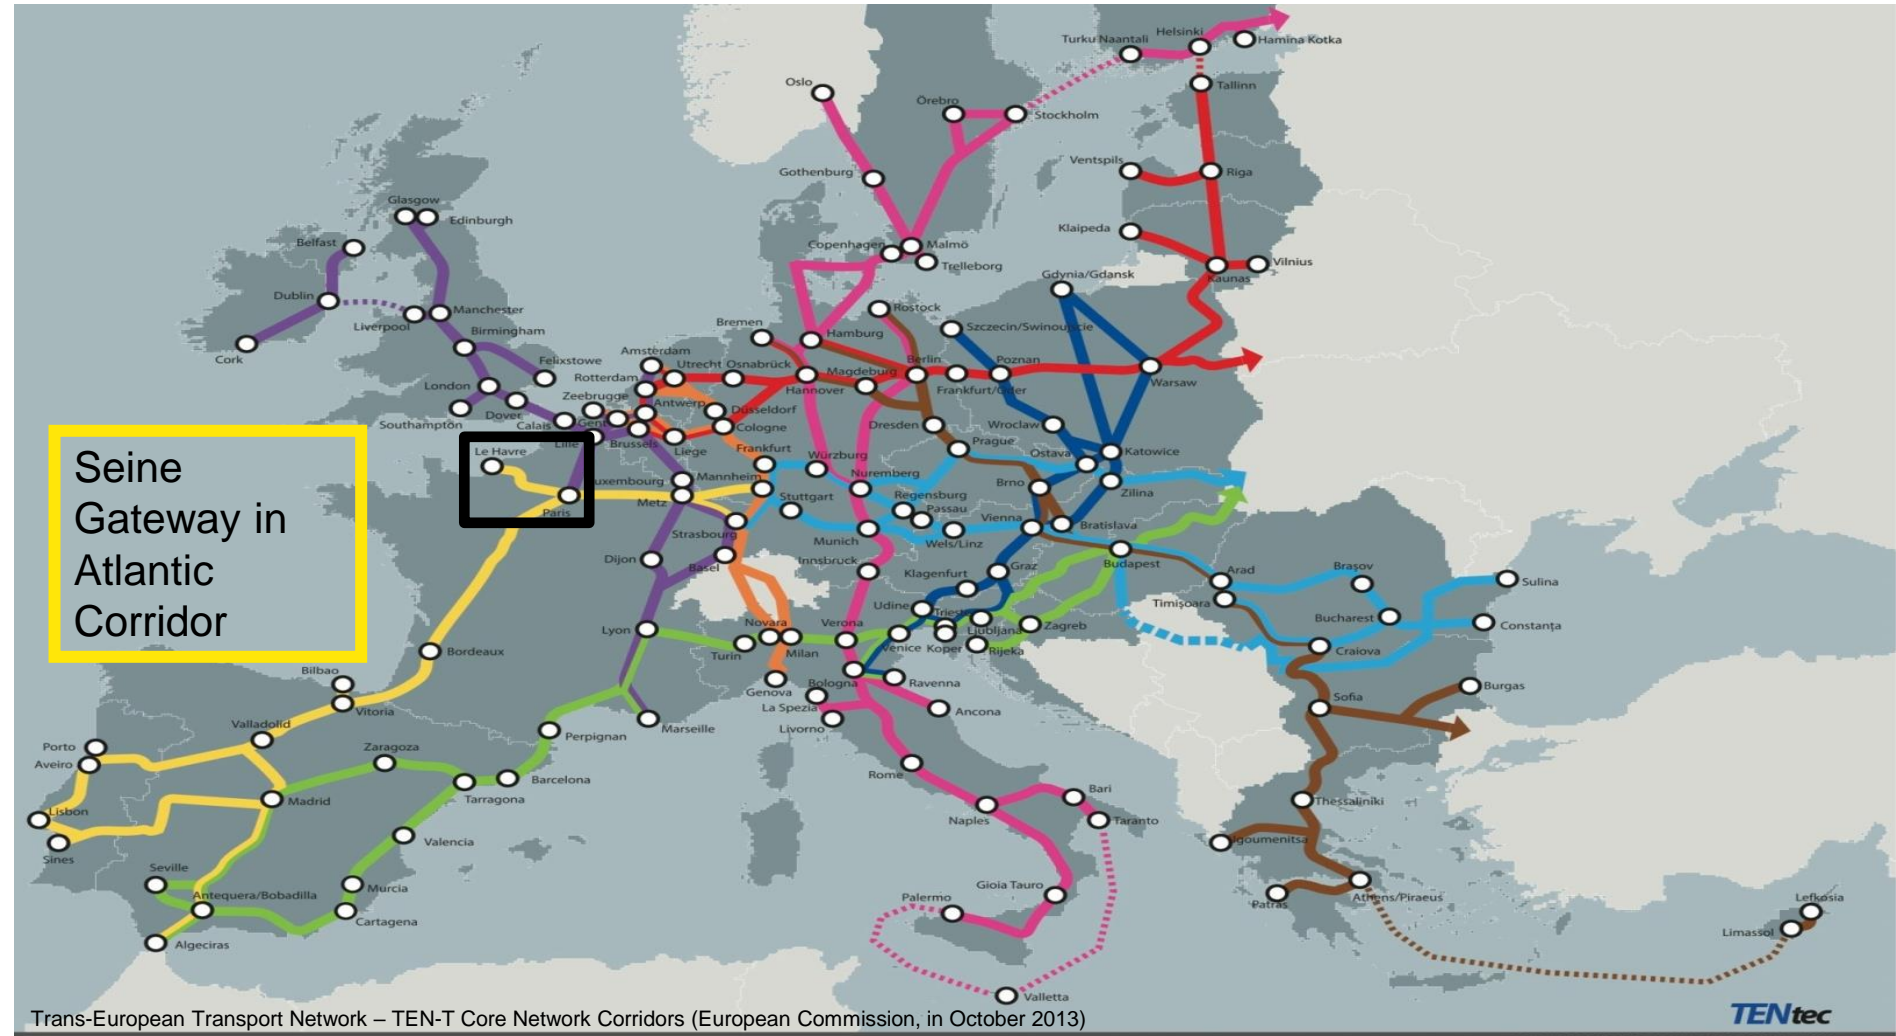 Oslo
Örebro
Stockholm
Turku Naantali
Helsinki
Hamina Kotka
Tallinn
Gothenburg
Ventspils
Riga
Glasgow
Edinburgh
Belfast
Klaipeda
Copenhagen
Malmö
Trelleborg
Vilnius
Kaunas
Gdynia/Gdansk
Dublin
Liverpool
Manchester
Rostock
Szczecin/Swinoujscie
Birmingham
Bremen
Hamburg
Cork
Felixstowe
Amsterdam
Utrecht
Osnabrück
Berlin
Poznan
Warsaw
London
Rotterdam
Hannover
Magdeburg
Frankfurt/Oder
Southampton
Dover
Zeebrugge
Antwerp
Düsseldorf
Calais
Gent
Cologne
Dresden
Wroclaw
Lille
Brussels
Liege
Frankfurt
Würzburg
Prague
Ostava
Katowice
Seine
Gateway in
Atlantic
Corridor
Le Havre
Paris
Metz
Mannheim
Nuremberg
Brno
Zilina
Stuttgart
Regensburg
Passau
Vienna
Bratislava
Strasbourg
Munich
Wels/Linz
Dijon
Basel
Innsbruck
Klagenfurt
Graz
Budapest
Arad
Braşov
Sulina
Timişoara
Udine
Trieste
Ljubljana
Zagreb
Bucharest
Constanţa
Lyon
Novara
Verona
Turin
Milan
Venice
Koper
Rijeka
Craiova
Bordeaux
Bilbao
Vitoria
Genova
Bologna
Ravenna
La Spezia
Ancona
Livorno
Sofia
Burgas
Valladolid
Marseille
Perpignan
Porto
Aveiro
Zaragoza
Barcelona
Tarragona
Rome
Madrid
Lisbon
Sines
Valencia
Naples
Bari
Taranto
Thessaliniki
Igoumenitsa
Seville
Antequera/Bobadilla
Murcia
Cartagena
Algeciras
Palermo
Gioia Tauro
Patras
Athens/Piraeus
Lefkosia
Limassol
Valletta
TENtec
Trans-European Transport Network – TEN-T Core Network Corridors (European Commission, in October 2013)